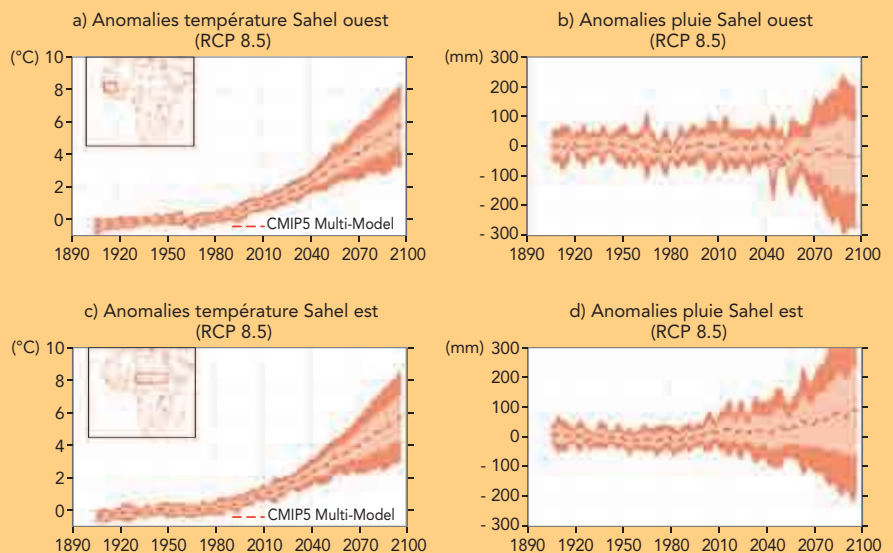 a) Anomalies température Sahel ouest
(RCP 8.5)
(°C) 10
8
6
4
2
0
CMIP5 Multi-Model
1890 1920 1950 1980 2010 2040 2070 2100
b) Anomalies pluie Sahel ouest
(RCP 8.5)
(mm) 300
200
100
0
- 100
- 200
- 300
1890 1920 1950 1980 2010 2040 2070 2100
c) Anomalies température Sahel est
(RCP 8.5)
(°C) 10
8
6
4
2
0
CMIP5 Multi-Model
1890 1920 1950 1980 2010 2040 2070 2100
d) Anomalies pluie Sahel est
(RCP 8.5)
(mm) 300
200
100
0
- 100
- 200
- 300
1890 1920 1950 1980 2010 2040 2070 2100